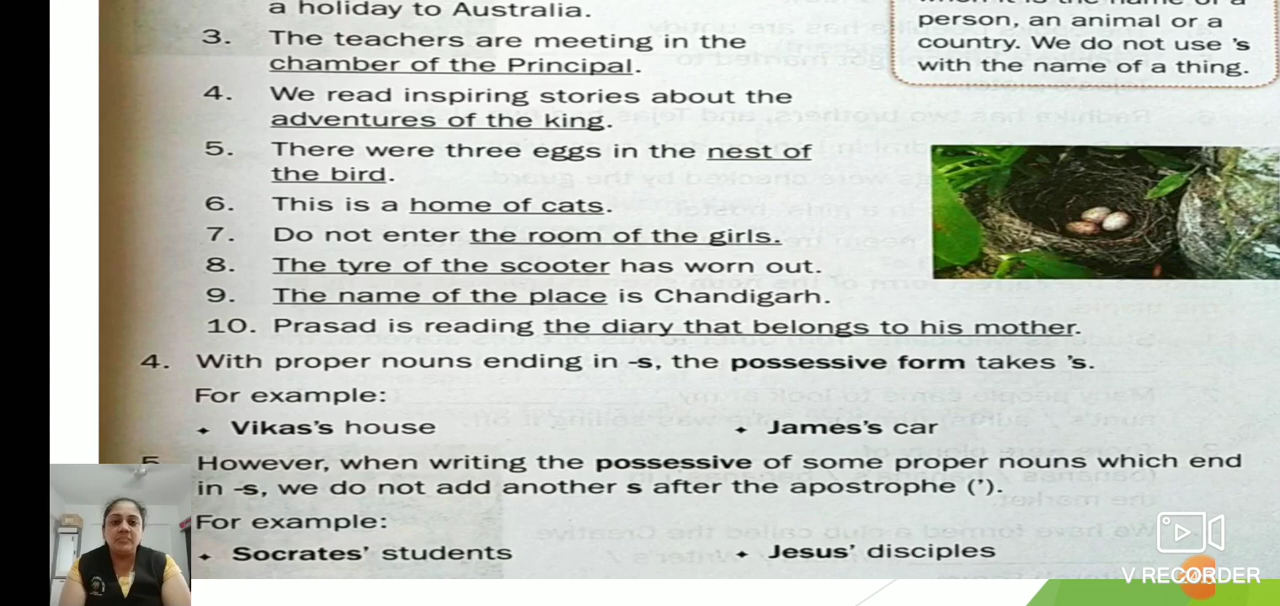 a holiday to Australia.
3. The teachers are meeting in the
chamber of the Principal.
4. We read inspiring stories about the
adventures of the king.
5. There were three eggs in the nest of
the bird.
6. This is a home of cats.
7. Do not enter the room of the girls.
8. The tyre of the scooter has worn out.
9. The name of the place is Chandigarh.
10. Prasad is reading the diary that belongs to his mother.
person, an animal or a
country. We do not use 's
with the name of a thing.
4. With proper nouns ending in -s, the possessive form takes 's.
For example:
Vikas's house
James's car
5. However, when writing the possessive of some proper nouns which end
in -s, we do not add another s after the apostrophe (').
For example:
Socrates' students
Jesus' disciples
V RECORDER